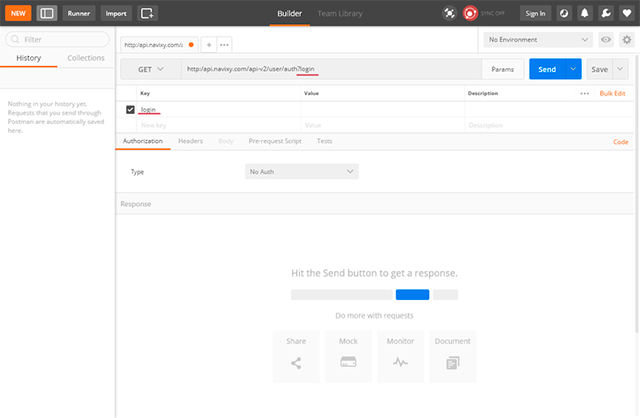 NEW Runner Import Builder Team Library SYNC OFF Sign In
Filter
History Collections
Nothing in your history yet.
Requests that you send through
Postman are automatically saved
here.
http:/api.navixy.com/a + ••• No Environment
GET http:/api.navixy.com/api-v2/user/auth?login Params Send Save
Key Value Description ••• Bulk Edit
login
New key Value Description
Authorization Headers Body Pre-request Script Tests Code
Type No Auth
Response
Hit the Send button to get a response.
Do more with requests
Share Mock Monitor Document